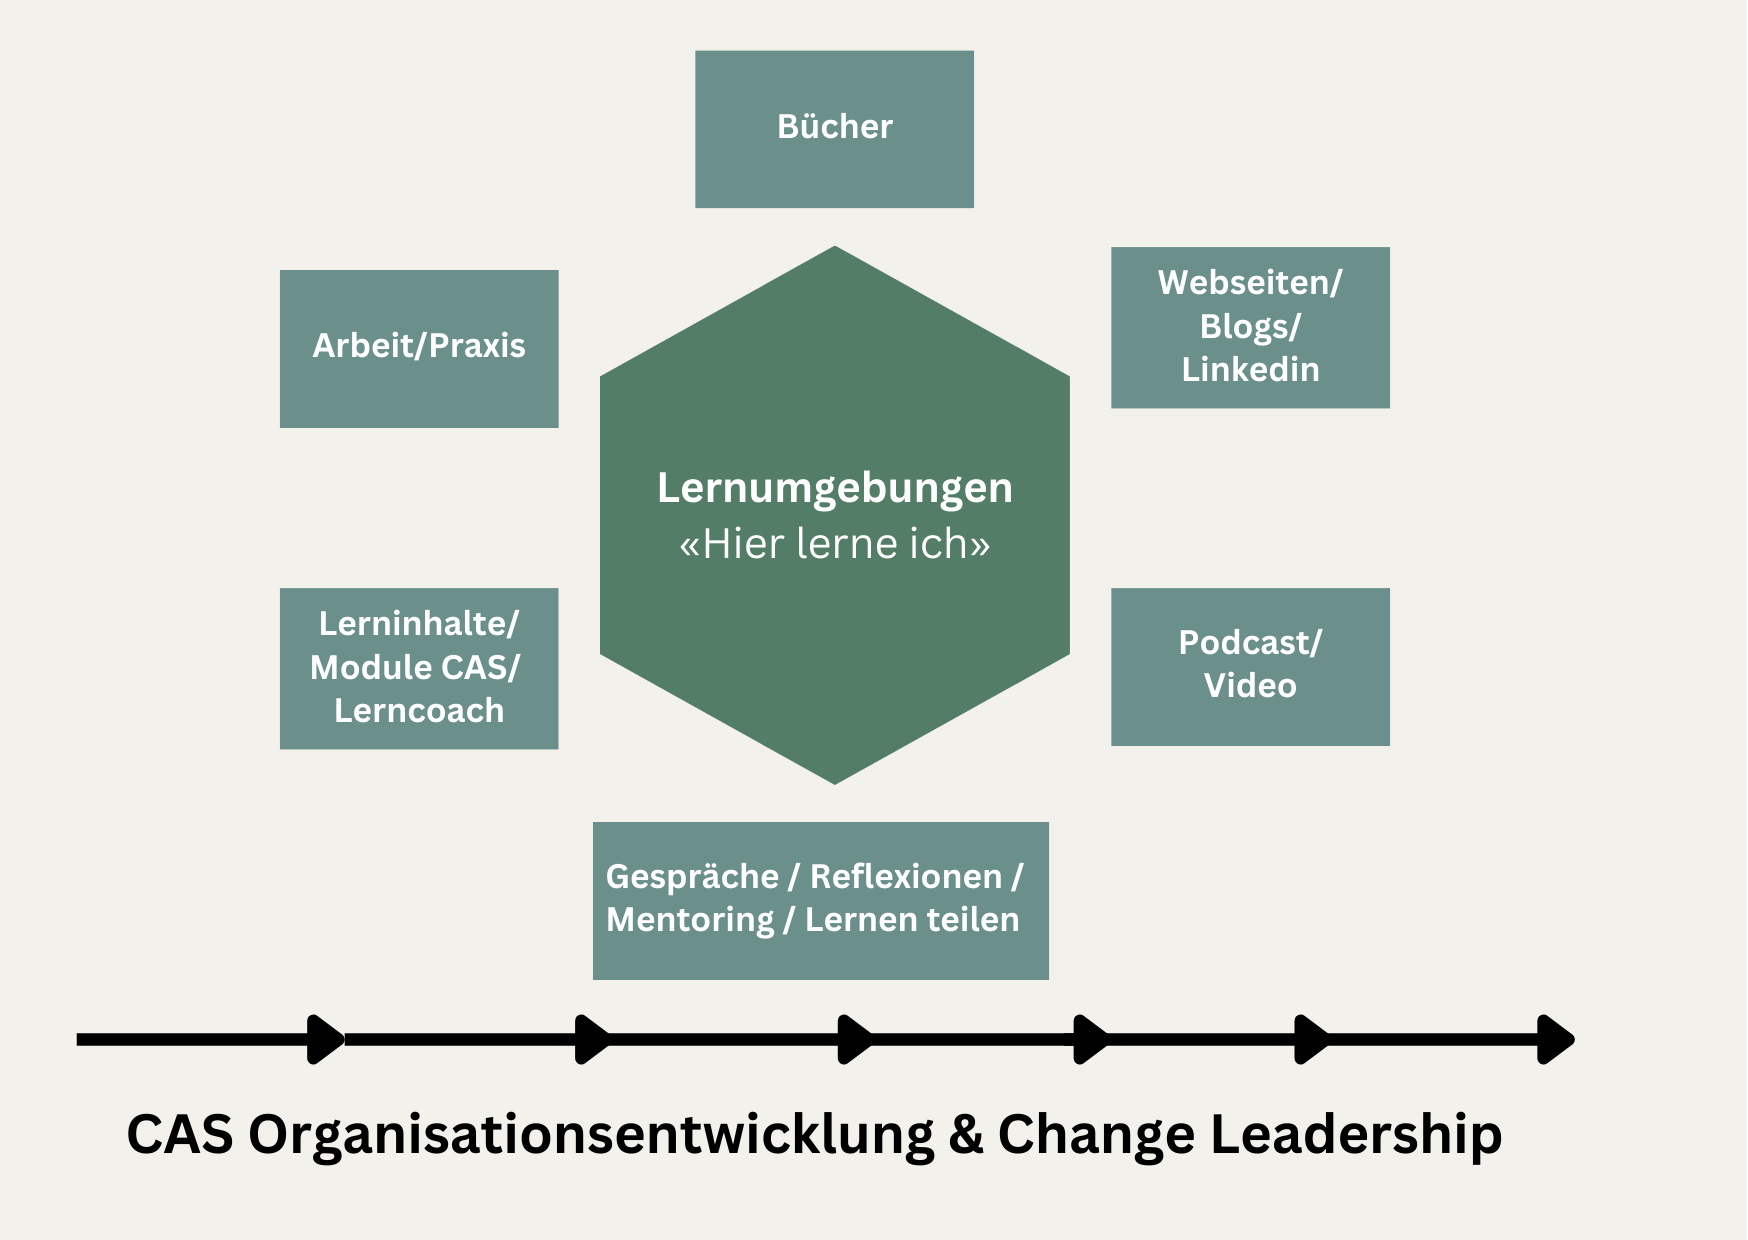 Bücher
Arbeit/Praxis
Webseiten/
Blogs/
Linkedin
Lernumgebungen
«Hier lerne ich»
Lerninhalte/
Module CAS/
Lerncoach
Podcast/
Video
Gespräche / Reflexionen /
Mentoring / Lernen teilen
CAS Organisationsentwicklung & Change Leadership